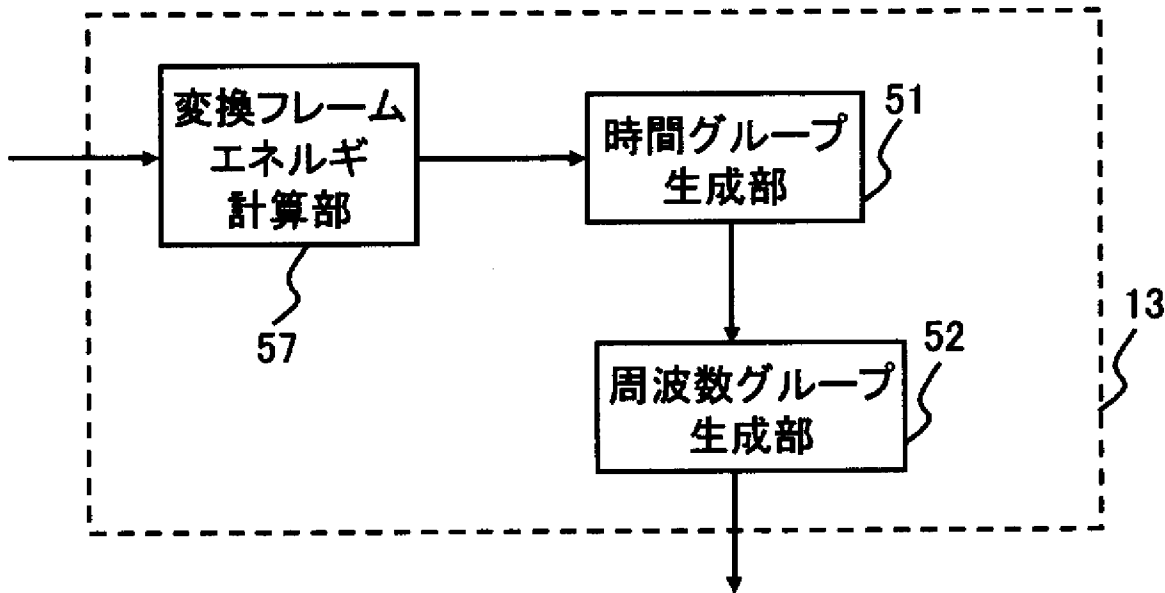 変換フレーム
エネルギ
計算部
57
時間グループ
生成部
51
周波数グループ
生成部
52
13